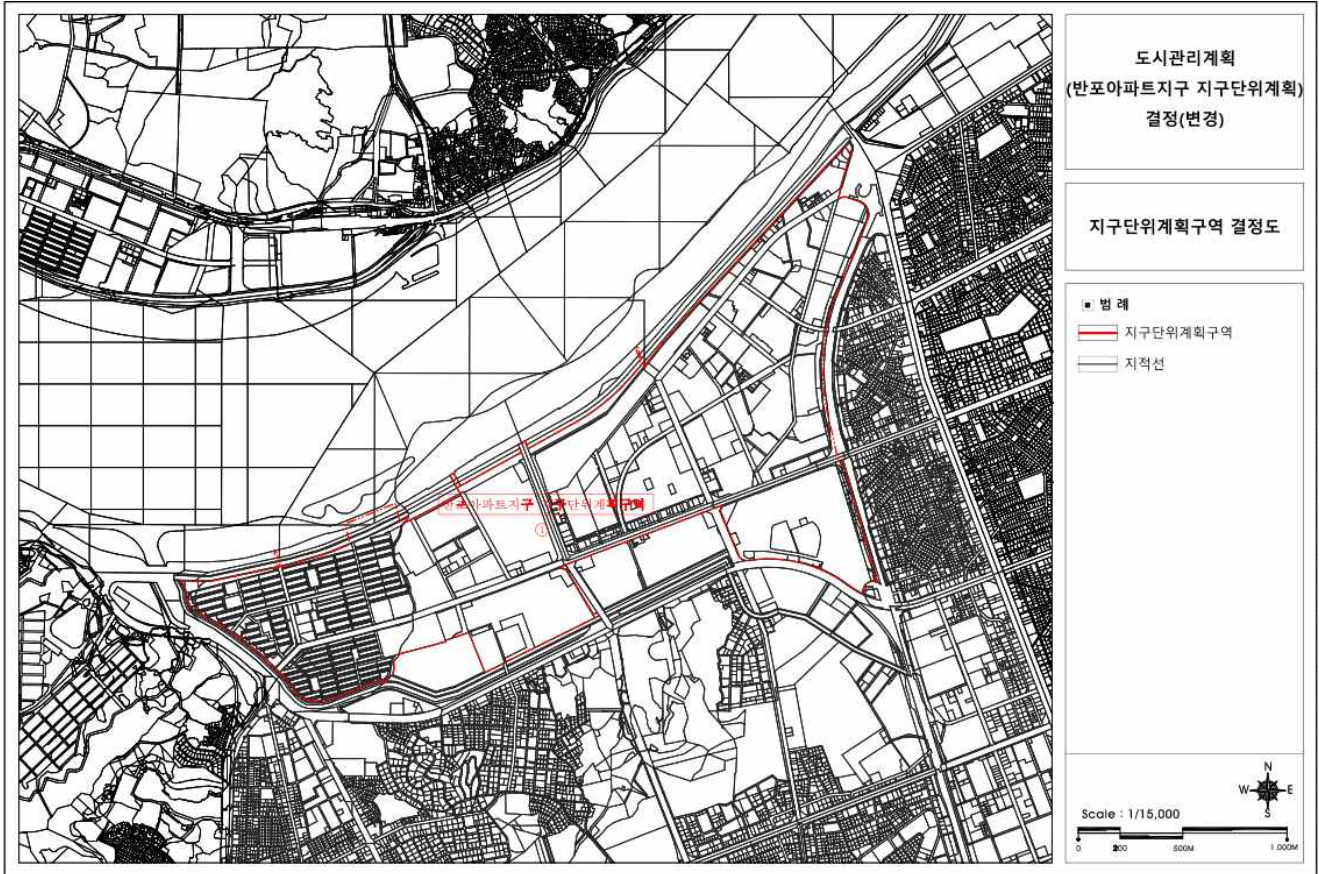 도시관리계획
(반포아파트지구 지구단위계획)
결정(변경)
지구단위계획구역 결정도
범 례
지구단위계획구역
지적선
반포아파트지구 지구단위계획구역
①
N
W E
S
Scale : 1/15,000
0 200 500M 1,000M